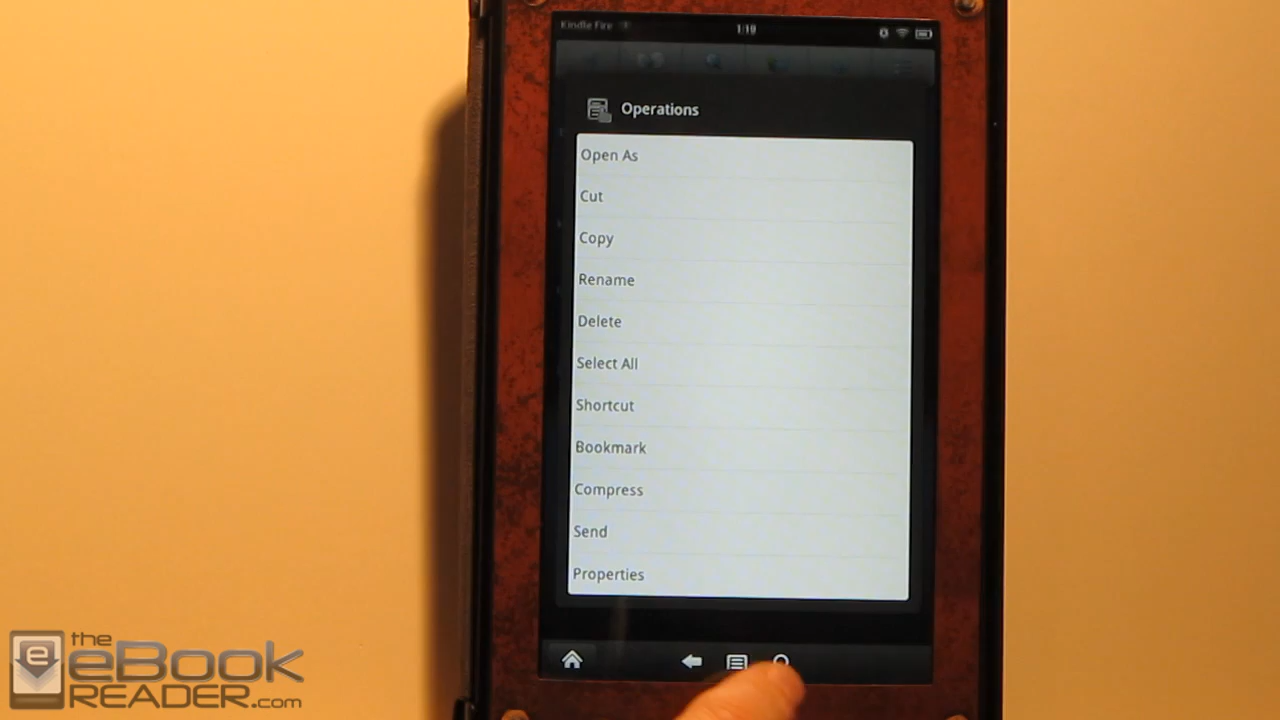 Kindle Fire
1:19
Operations
Open As
Cut
Copy
Rename
Delete
Select All
Shortcut
Bookmark
Compress
Send
Properties
the
eBook
READER.com